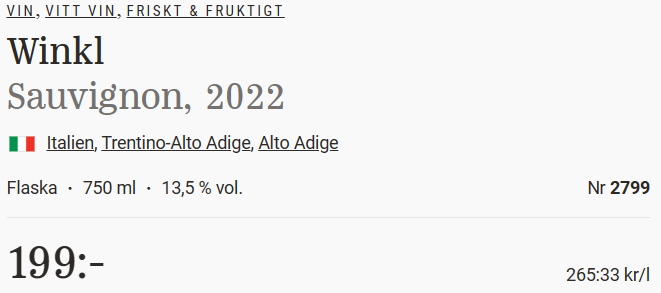 VIN, VITT VIN, FRISKT & FRUKTIGT
Winkl
Sauvignon, 2022
Italien, Trentino-Alto Adige, Alto Adige
Flaska · 750 ml · 13,5 % vol. Nr 2799
199:- 265:33 kr/l